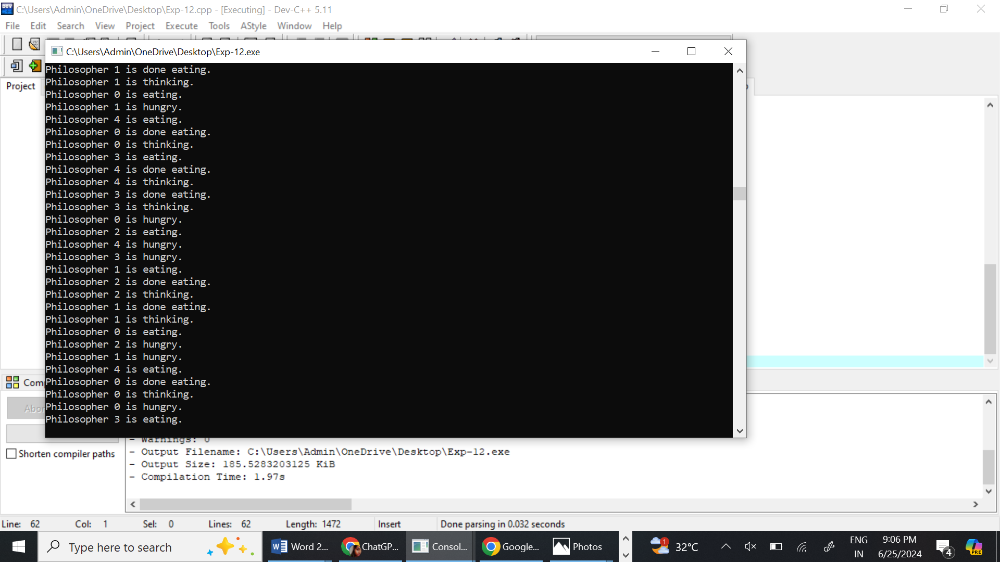 C:\Users\Admin\OneDrive\Desktop\Exp-12.cpp - [Executing] - Dev-C++ 5.11
File Edit Search View Project Execute Tools AStyle Window Help
C:\Users\Admin\OneDrive\Desktop\Exp-12.exe
Project
Philosopher 1 is done eating.
Philosopher 1 is thinking.
Philosopher 0 is eating.
Philosopher 1 is hungry.
Philosopher 4 is eating.
Philosopher 0 is done eating.
Philosopher 0 is thinking.
Philosopher 3 is eating.
Philosopher 4 is done eating.
Philosopher 4 is thinking.
Philosopher 3 is done eating.
Philosopher 3 is thinking.
Philosopher 0 is hungry.
Philosopher 2 is eating.
Philosopher 4 is hungry.
Philosopher 3 is hungry.
Philosopher 1 is eating.
Philosopher 2 is done eating.
Philosopher 2 is thinking.
Philosopher 1 is done eating.
Philosopher 1 is thinking.
Philosopher 0 is eating.
Philosopher 2 is hungry.
Philosopher 1 is hungry.
Philosopher 4 is eating.
Philosopher 0 is done eating.
Philosopher 0 is thinking.
Philosopher 0 is hungry.
Philosopher 3 is eating.
Com
Abor
Shorten compiler paths
- Warnings: 0
- Output Filename: C:\Users\Admin\OneDrive\Desktop\Exp-12.exe
- Output Size: 185.5283203125 KiB
- Compilation Time: 1.97s
Line: 62 Col: 1 Sel: 0 Lines: 62 Length: 1472 Insert Done parsing in 0.032 seconds
Type here to search
Word 2...
ChatGP...
Consol...
Google...
Photos
1
32°C
ENG
IN
9:06 PM
6/25/2024
4
PRE